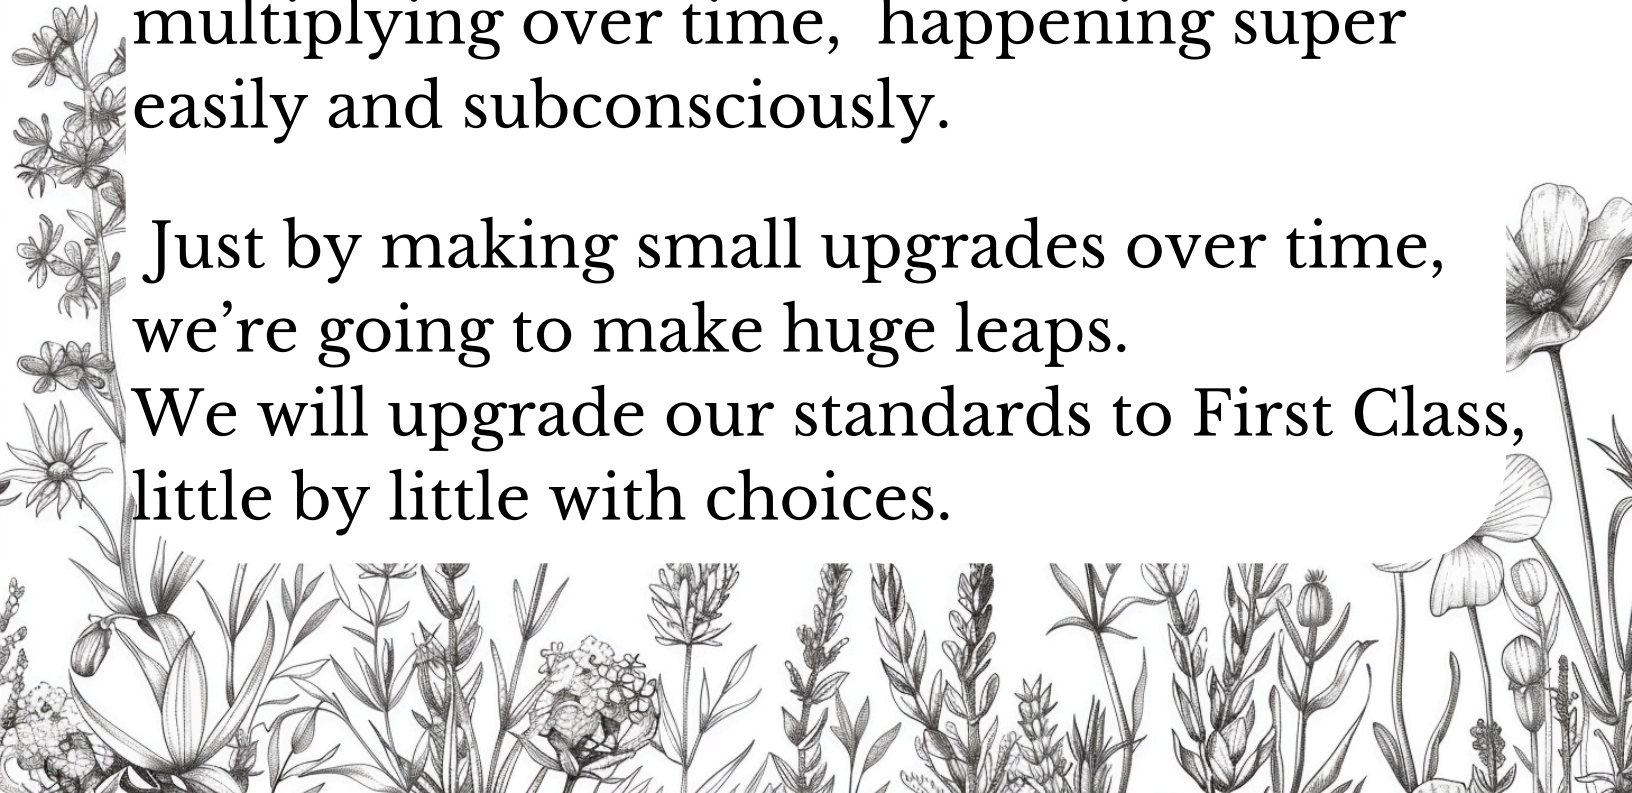 multiplying over time,  happening super
easily and subconsciously.
Just by making small upgrades over time,
we’re going to make huge leaps.
We will upgrade our standards to First Class,
little by little with choices.